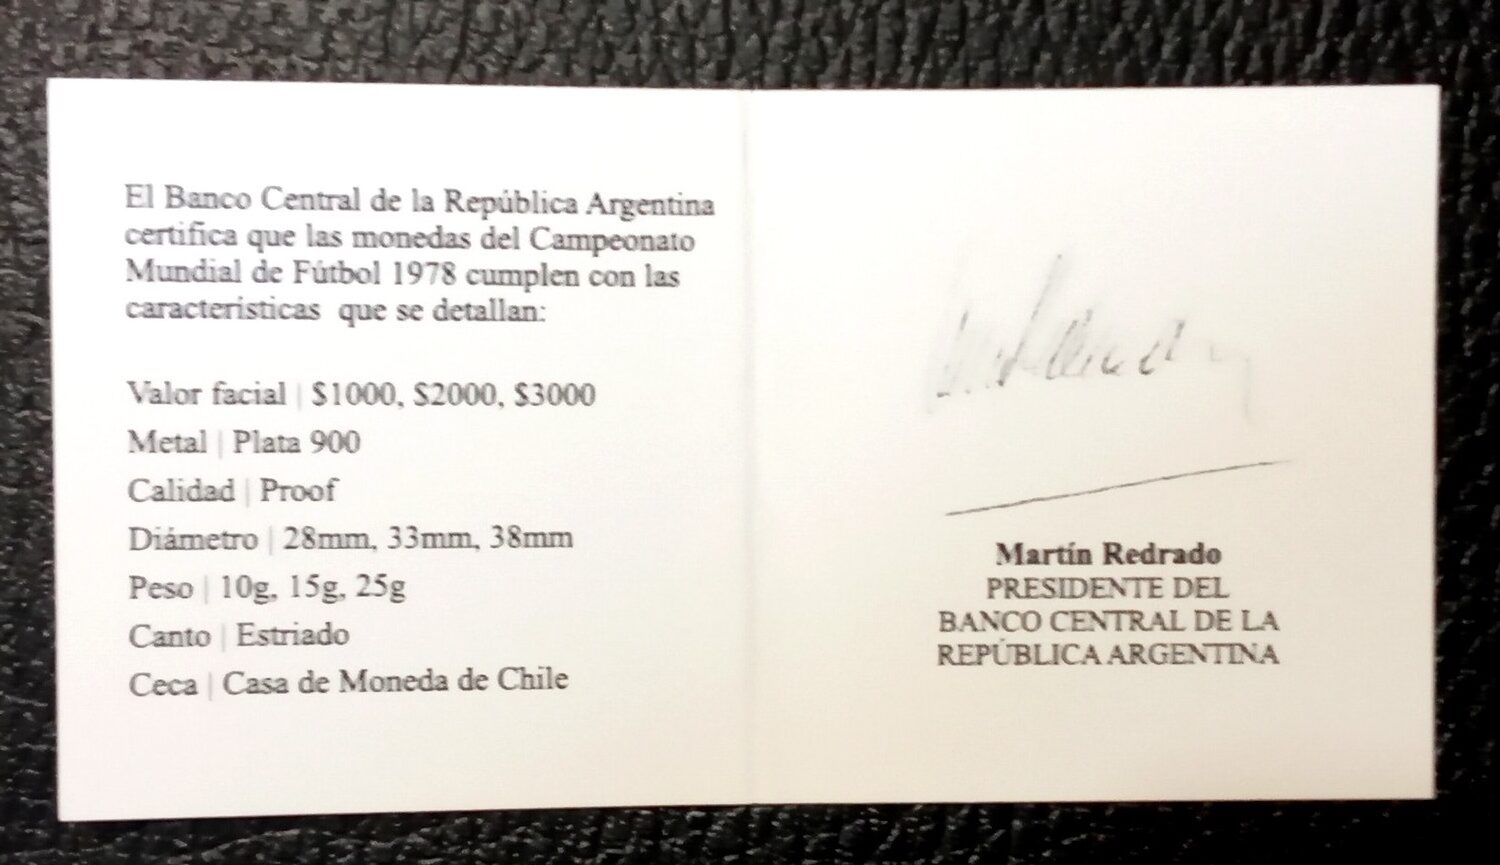 El Banco Central de la República Argentina
certifica que las monedas del Campeonato
Mundial de Fútbol 1978 cumplen con las
características que se detallan:
Valor facial | $1000, $2000, $3000
Metal | Plata 900
Calidad | Proof
Diámetro | 28mm, 33mm, 38mm
Peso | 10g, 15g, 25g
Canto | Estriado
Ceca | Casa de Moneda de Chile
Martín Redrado
PRESIDENTE DEL
BANCO CENTRAL DE LA
REPÚBLICA ARGENTINA